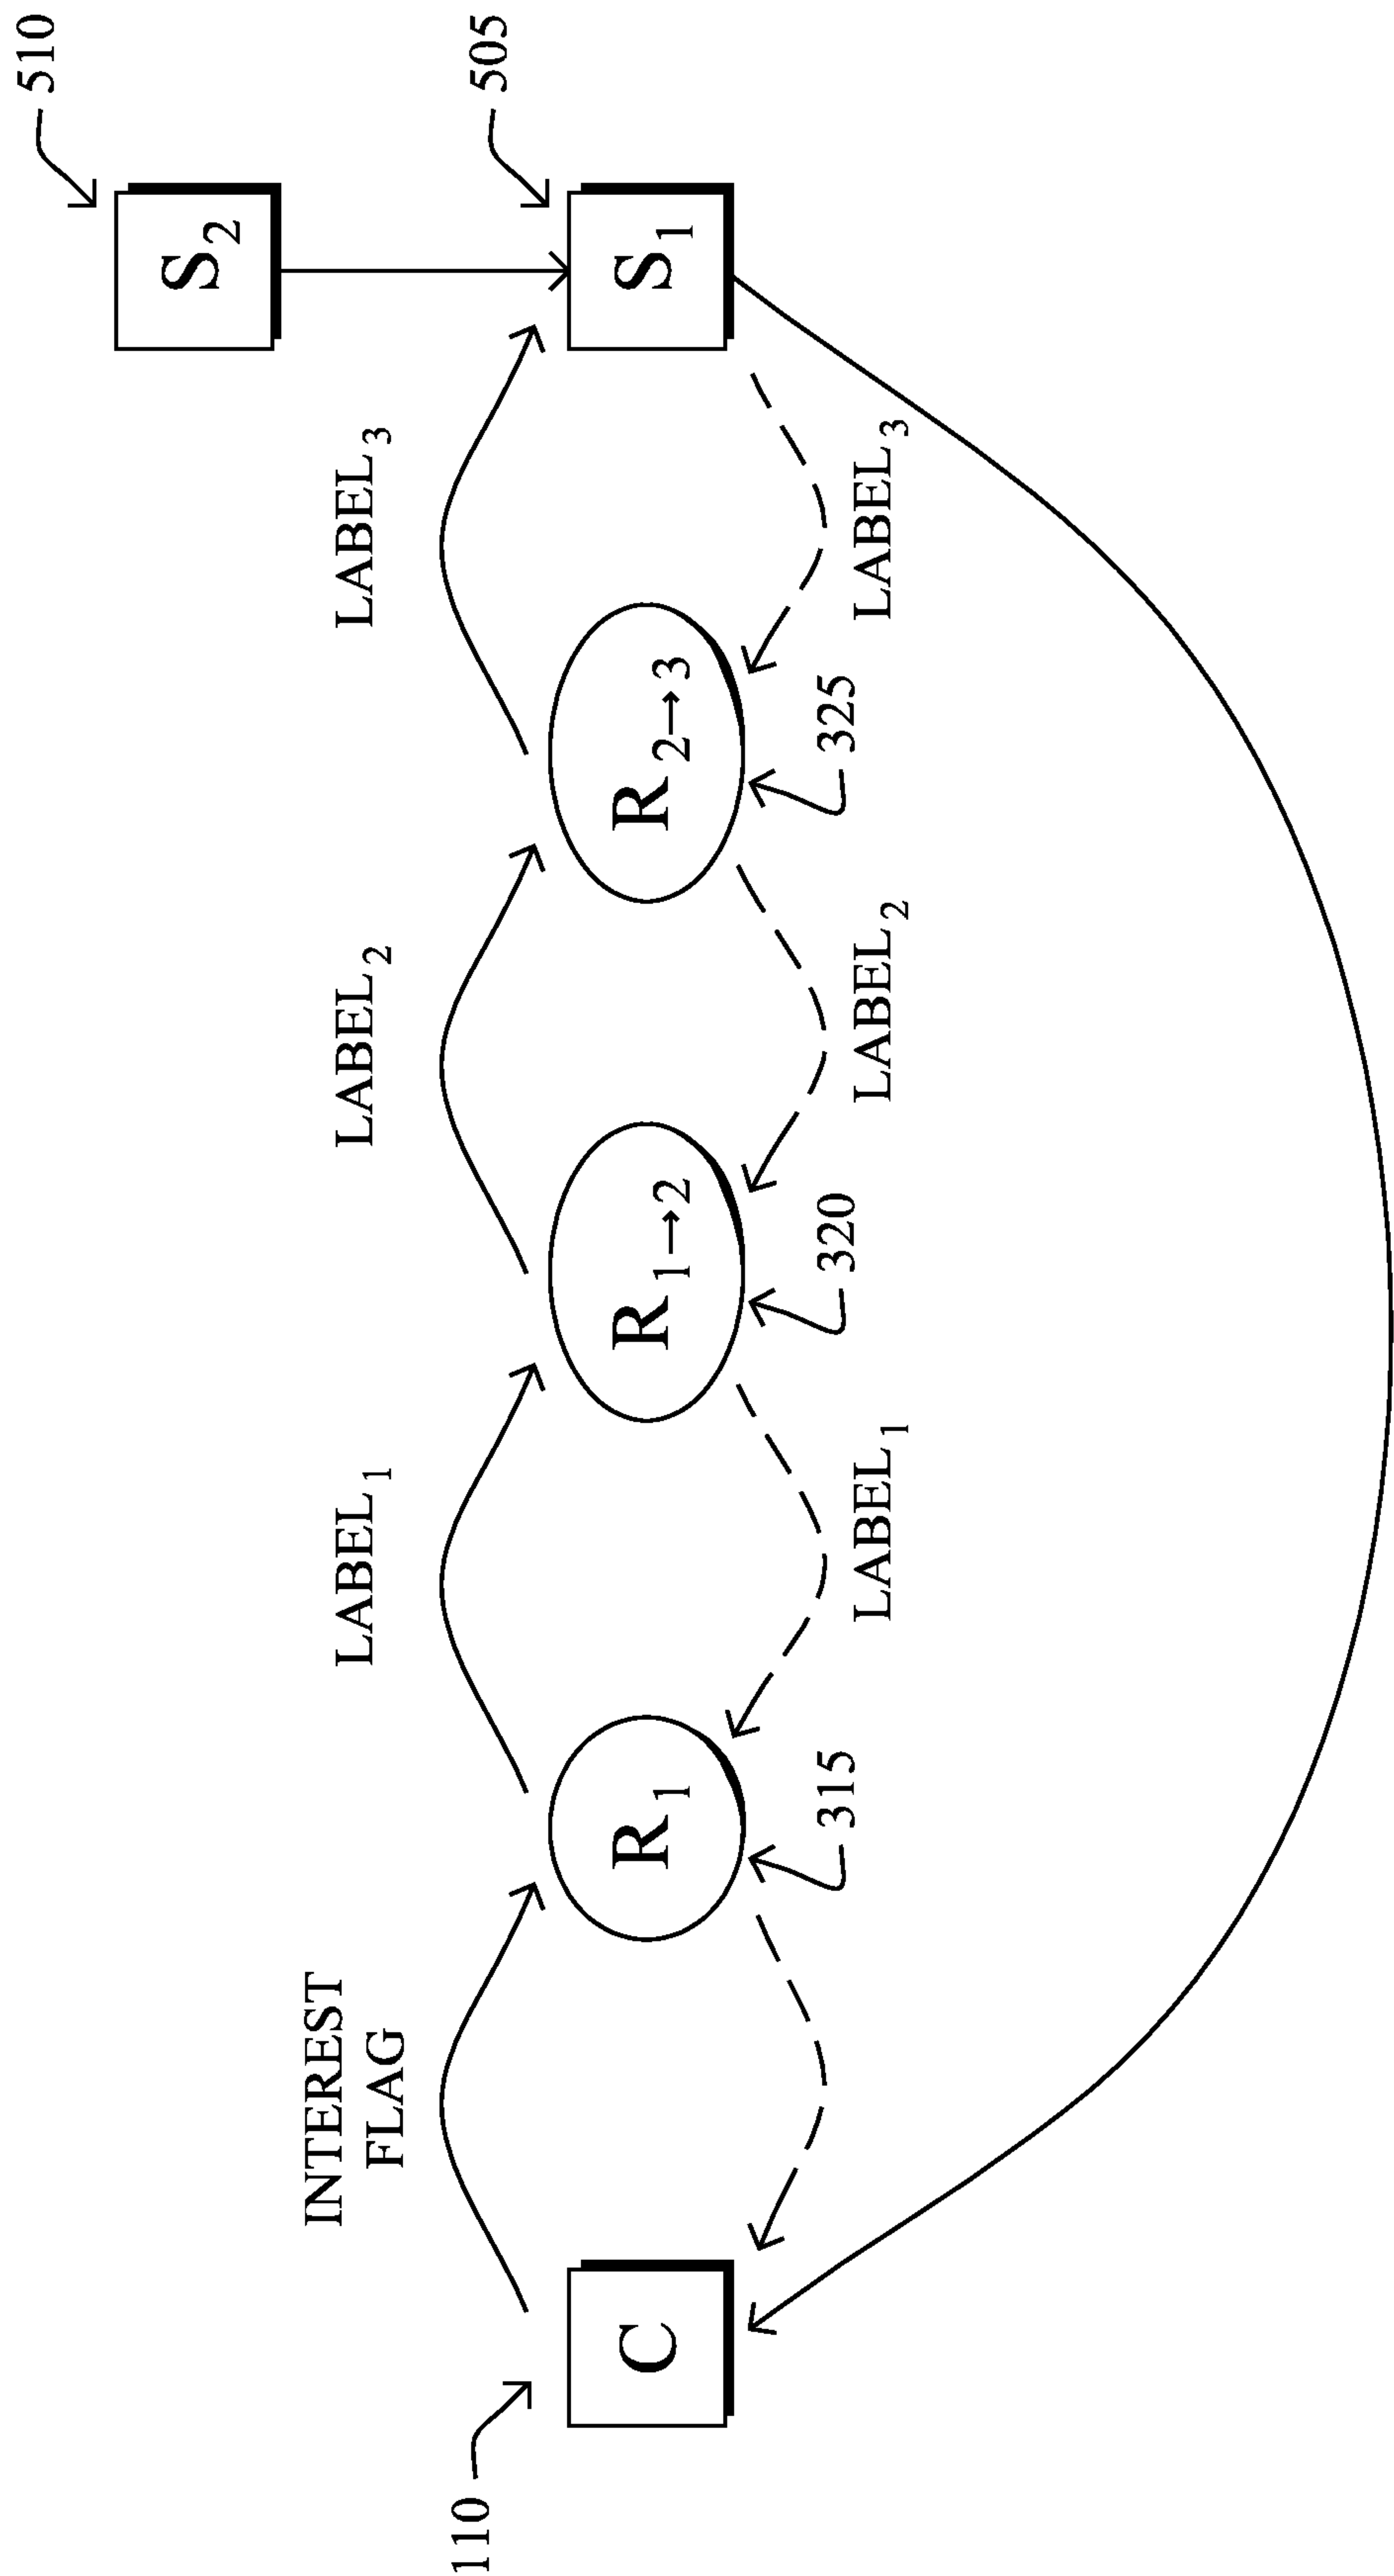 510
S2
INTEREST
FLAG
LABEL1
LABEL2
LABEL3
505
110
C
R1
R1→2
R2→3
S1
315
320
325
LABEL1
LABEL2
LABEL3